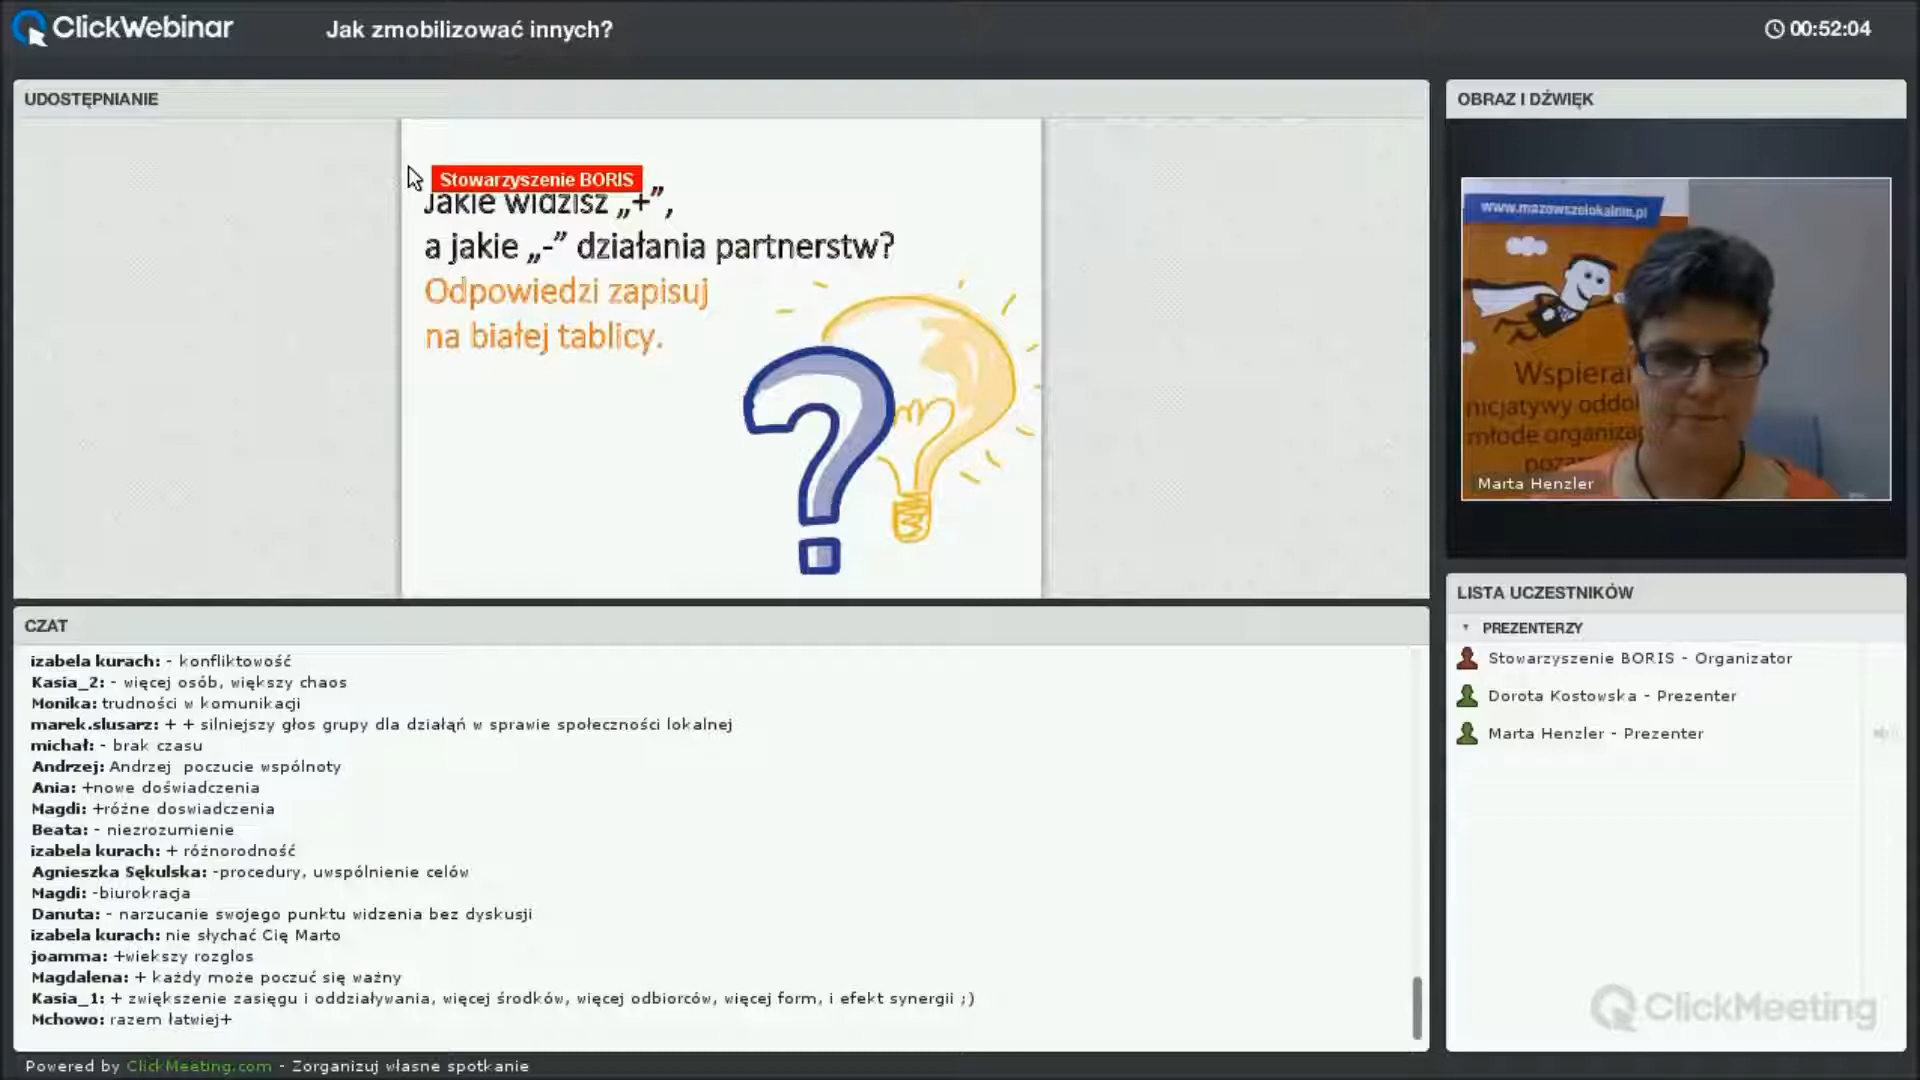 ClickWebinar
Jak zmobilizować innych?
00:52:04
UDOSTĘPNIANIE
Stowarzyszenie BORIS
Jakie widzisz „+”,
a jakie „-” działania partnerstw?
Odpowiedzi zapisuj
na białej tablicy.
OBRAZ I DŹWIĘK
www.mazowszelokalnie.pl
Wspiera
nicjatywy oddol
młode organiza
poza
Marta Henzler
CZAT
izabela kurach: - konfliktowość
Kasia_2: - więcej osób, większy chaos
Monika: trudności w komunikacji
marek.slusarz: + + silniejszy głos grupy dla działąń w sprawie społeczności lokalnej
michał: - brak czasu
Andrzej: Andrzej poczucie wspólnoty
Ania: +nowe doświadczenia
Magdi: +różne doswiadczenia
Beata: - niezrozumienie
izabela kurach: + różnorodność
Agnieszka Sękulska: -procedury, uwspólnienie celów
Magdi: -biurokracja
Danuta: - narzucanie swojego punktu widzenia bez dyskusji
izabela kurach: nie słychać Cię Marto
joamma: +wiekszy rozglos
Magdalena: + każdy może poczuć się ważny
Kasia_1: + zwiększenie zasięgu i oddziaływania, więcej środków, więcej odbiorców, więcej form, i efekt synergii ;)
Mchowo: razem łatwiej+
LISTA UCZESTNIKÓW
PREZENTERZY
Stowarzyszenie BORIS - Organizator
Dorota Kostowska - Prezenter
Marta Henzler - Prezenter
ClickMeeting
Powered by ClickMeeting.com - Zorganizuj własne spotkanie